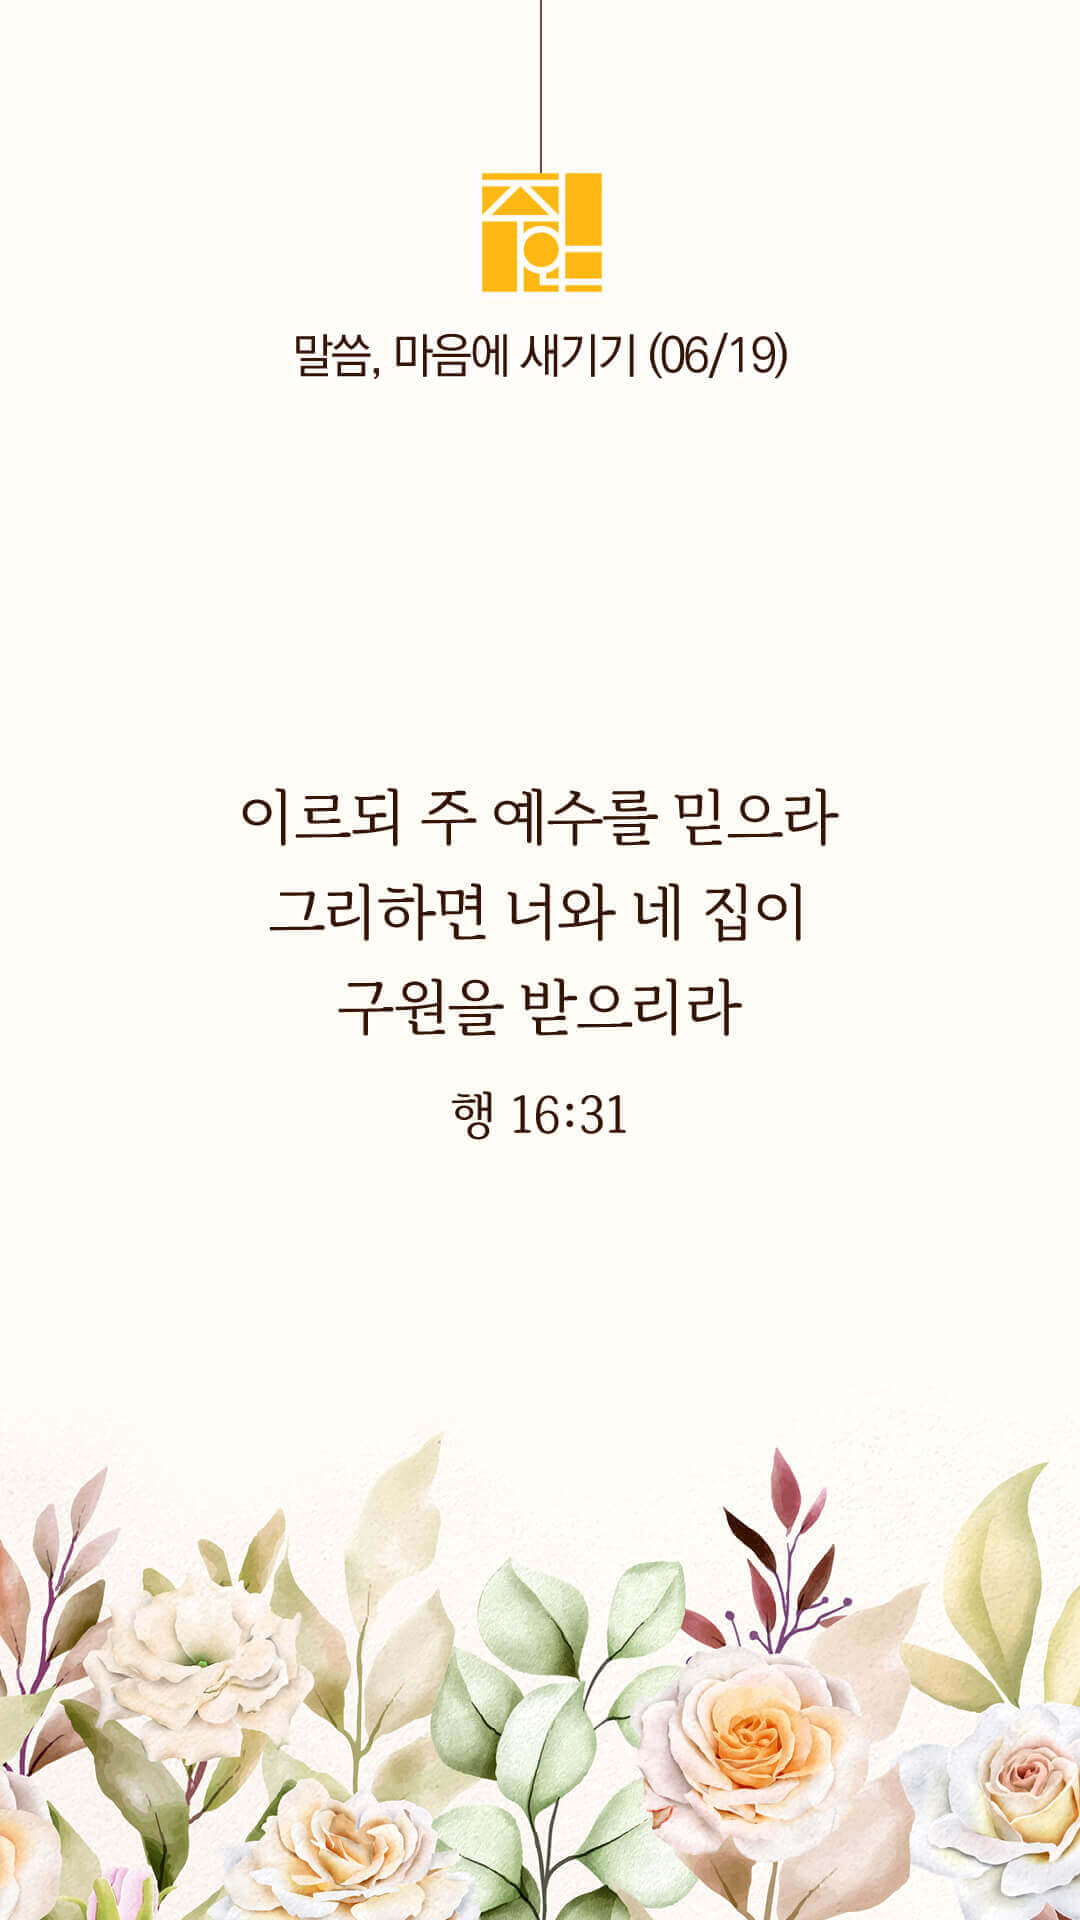 주인
말씀, 마음에 새기기 (06/19)
이르되 주 예수를 믿으라
그리하면 너와 네 집이
구원을 받으리라
행 16:31